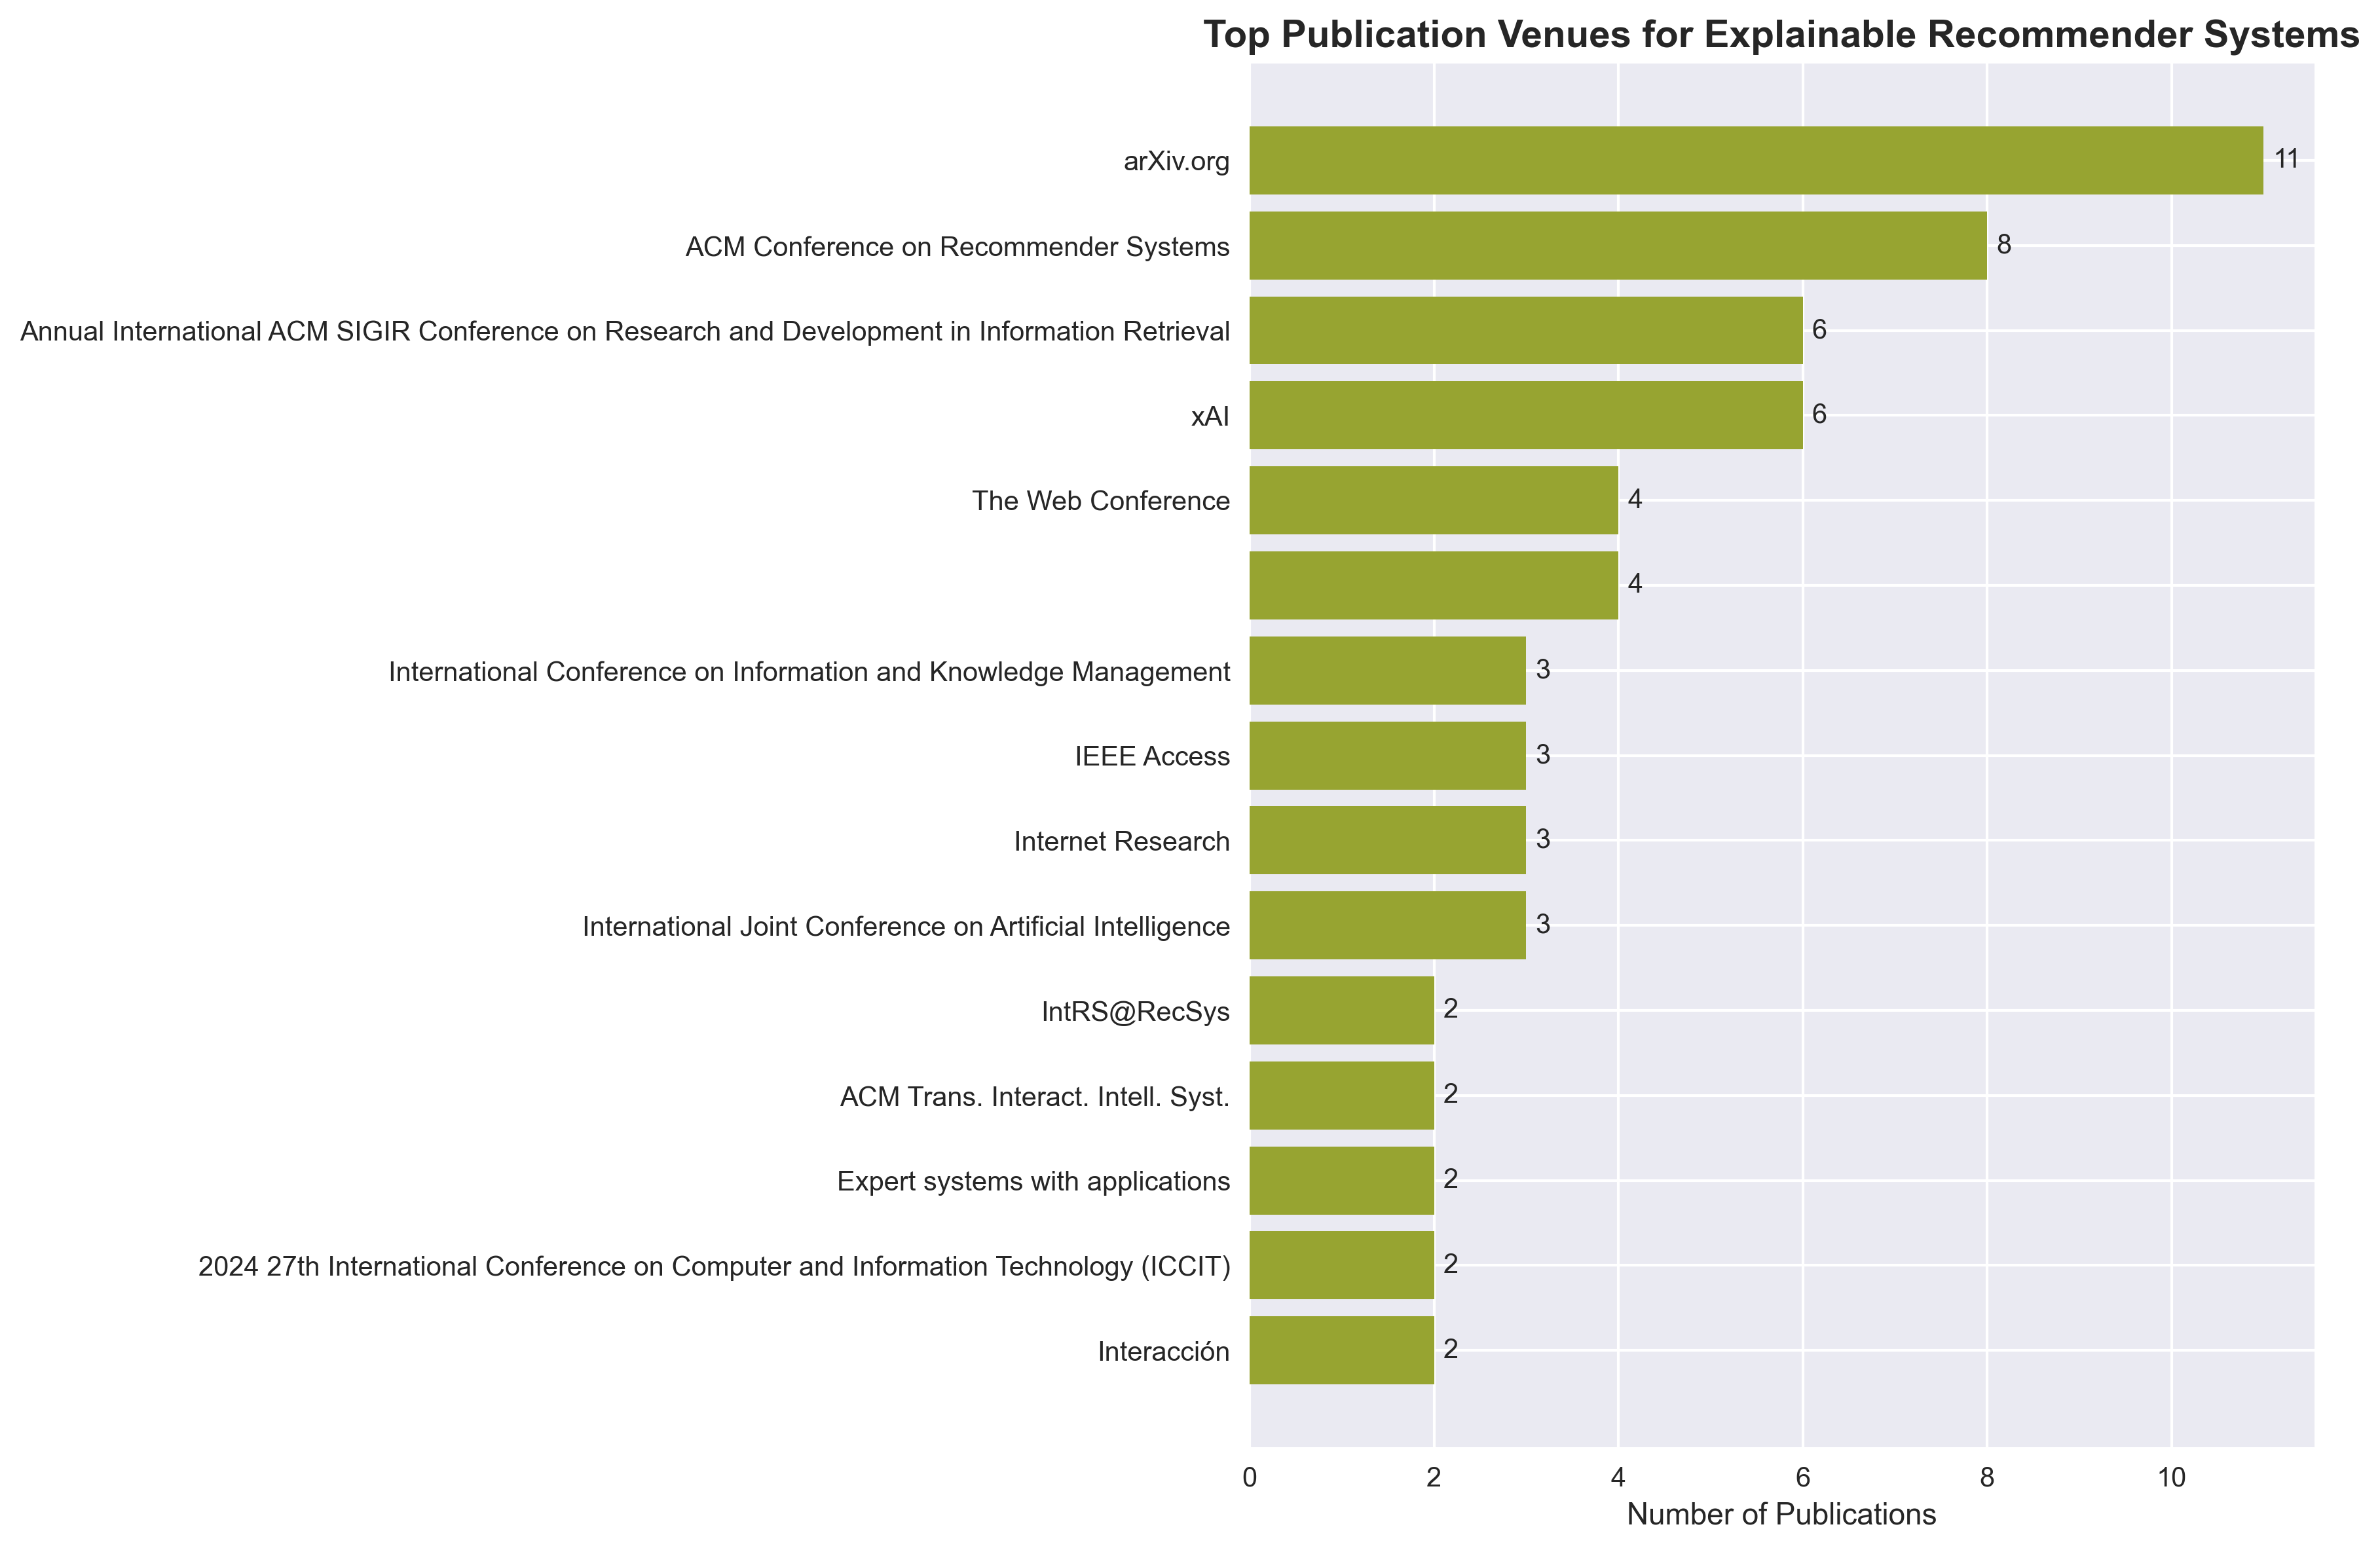 Top Publication Venues for Explainable Recommender Systems
arXiv.org 11
ACM Conference on Recommender Systems 8
Annual International ACM SIGIR Conference on Research and Development in Information Retrieval 6
xAI 6
The Web Conference 4
4
International Conference on Information and Knowledge Management 3
IEEE Access 3
Internet Research 3
International Joint Conference on Artificial Intelligence 3
IntRS@RecSys 2
ACM Trans. Interact. Intell. Syst. 2
Expert systems with applications 2
2024 27th International Conference on Computer and Information Technology (ICCIT) 2
Interacción 2
0 2 4 6 8 10
Number of Publications